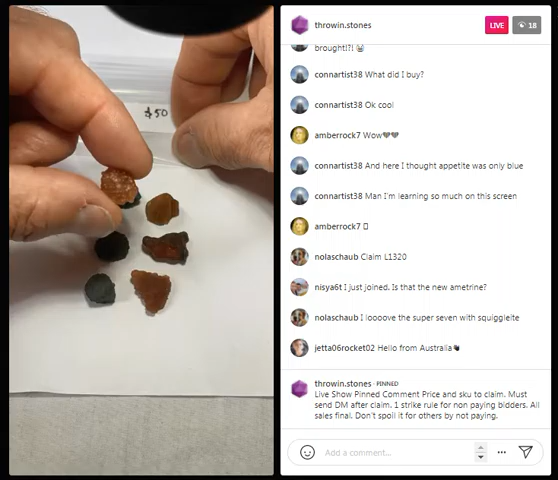 $50
throwin.stones
LIVE
18
brought!?!
connartist38 What did I buy?
connartist38 Ok cool
amberrock7 Wow
connartist38 And here I thought appetite was only blue
connartist38 Man I'm learning so much on this screen
amberrock7
nolaschaub Claim L1320
nisya6t I just joined. Is that the new ametrine?
nolaschaub I loooove the super seven with squiggleite
jetta06rocket02 Hello from Australia
throwin.stones · PINNED
Live Show Pinned Comment Price and sku to claim. Must
send DM after claim. 1 strike rule for non paying bidders. All
sales final. Don't spoil it for others by not paying.
Add a comment...